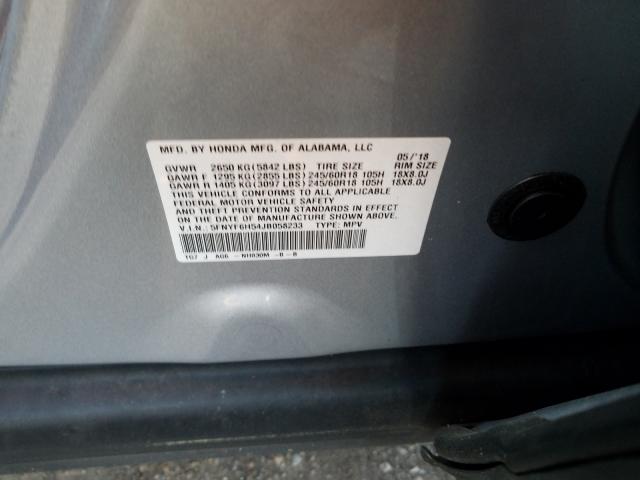 MFD. BY HONDA MFG. OF ALABAMA, LLC 05/'18
GVWR 2650 KG (5842 LBS) TIRE SIZE RIM SIZE
GAWR F 1295 KG (2855 LBS) 245/60R18 105H 18X8.0J
GAWR R 1405 KG (3097 LBS) 245/60R18 105H 18X8.0J
THIS VEHICLE CONFORMS TO ALL APPLICABLE
FEDERAL MOTOR VEHICLE SAFETY
AND THEFT PREVENTION STANDARDS IN EFFECT
ON THE DATE OF MANUFACTURE SHOWN ABOVE.
V.I.N.: 5FNYF6H54JB058233 TYPE: MPV
TG7 J AG6 -NH830M -B-B